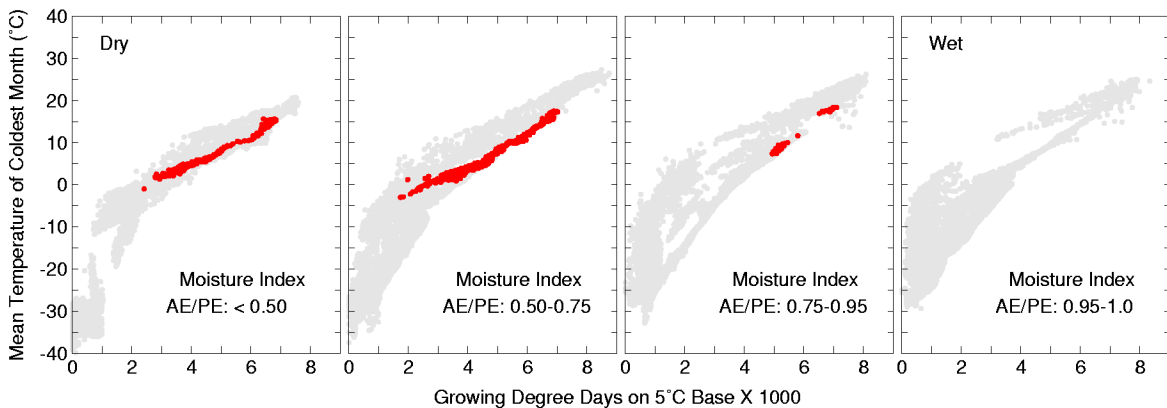 Mean Temperature of Coldest Month (˚C)
40
30
20
10
0
-10
-20
-30
-40
Dry
Wet
Moisture Index
AE/PE: < 0.50
Moisture Index
AE/PE: 0.50-0.75
Moisture Index
AE/PE: 0.75-0.95
Moisture Index
AE/PE: 0.95-1.0
0 2 4 6 8
0 2 4 6 8
0 2 4 6 8
0 2 4 6 8
Growing Degree Days on 5˚C Base X 1000